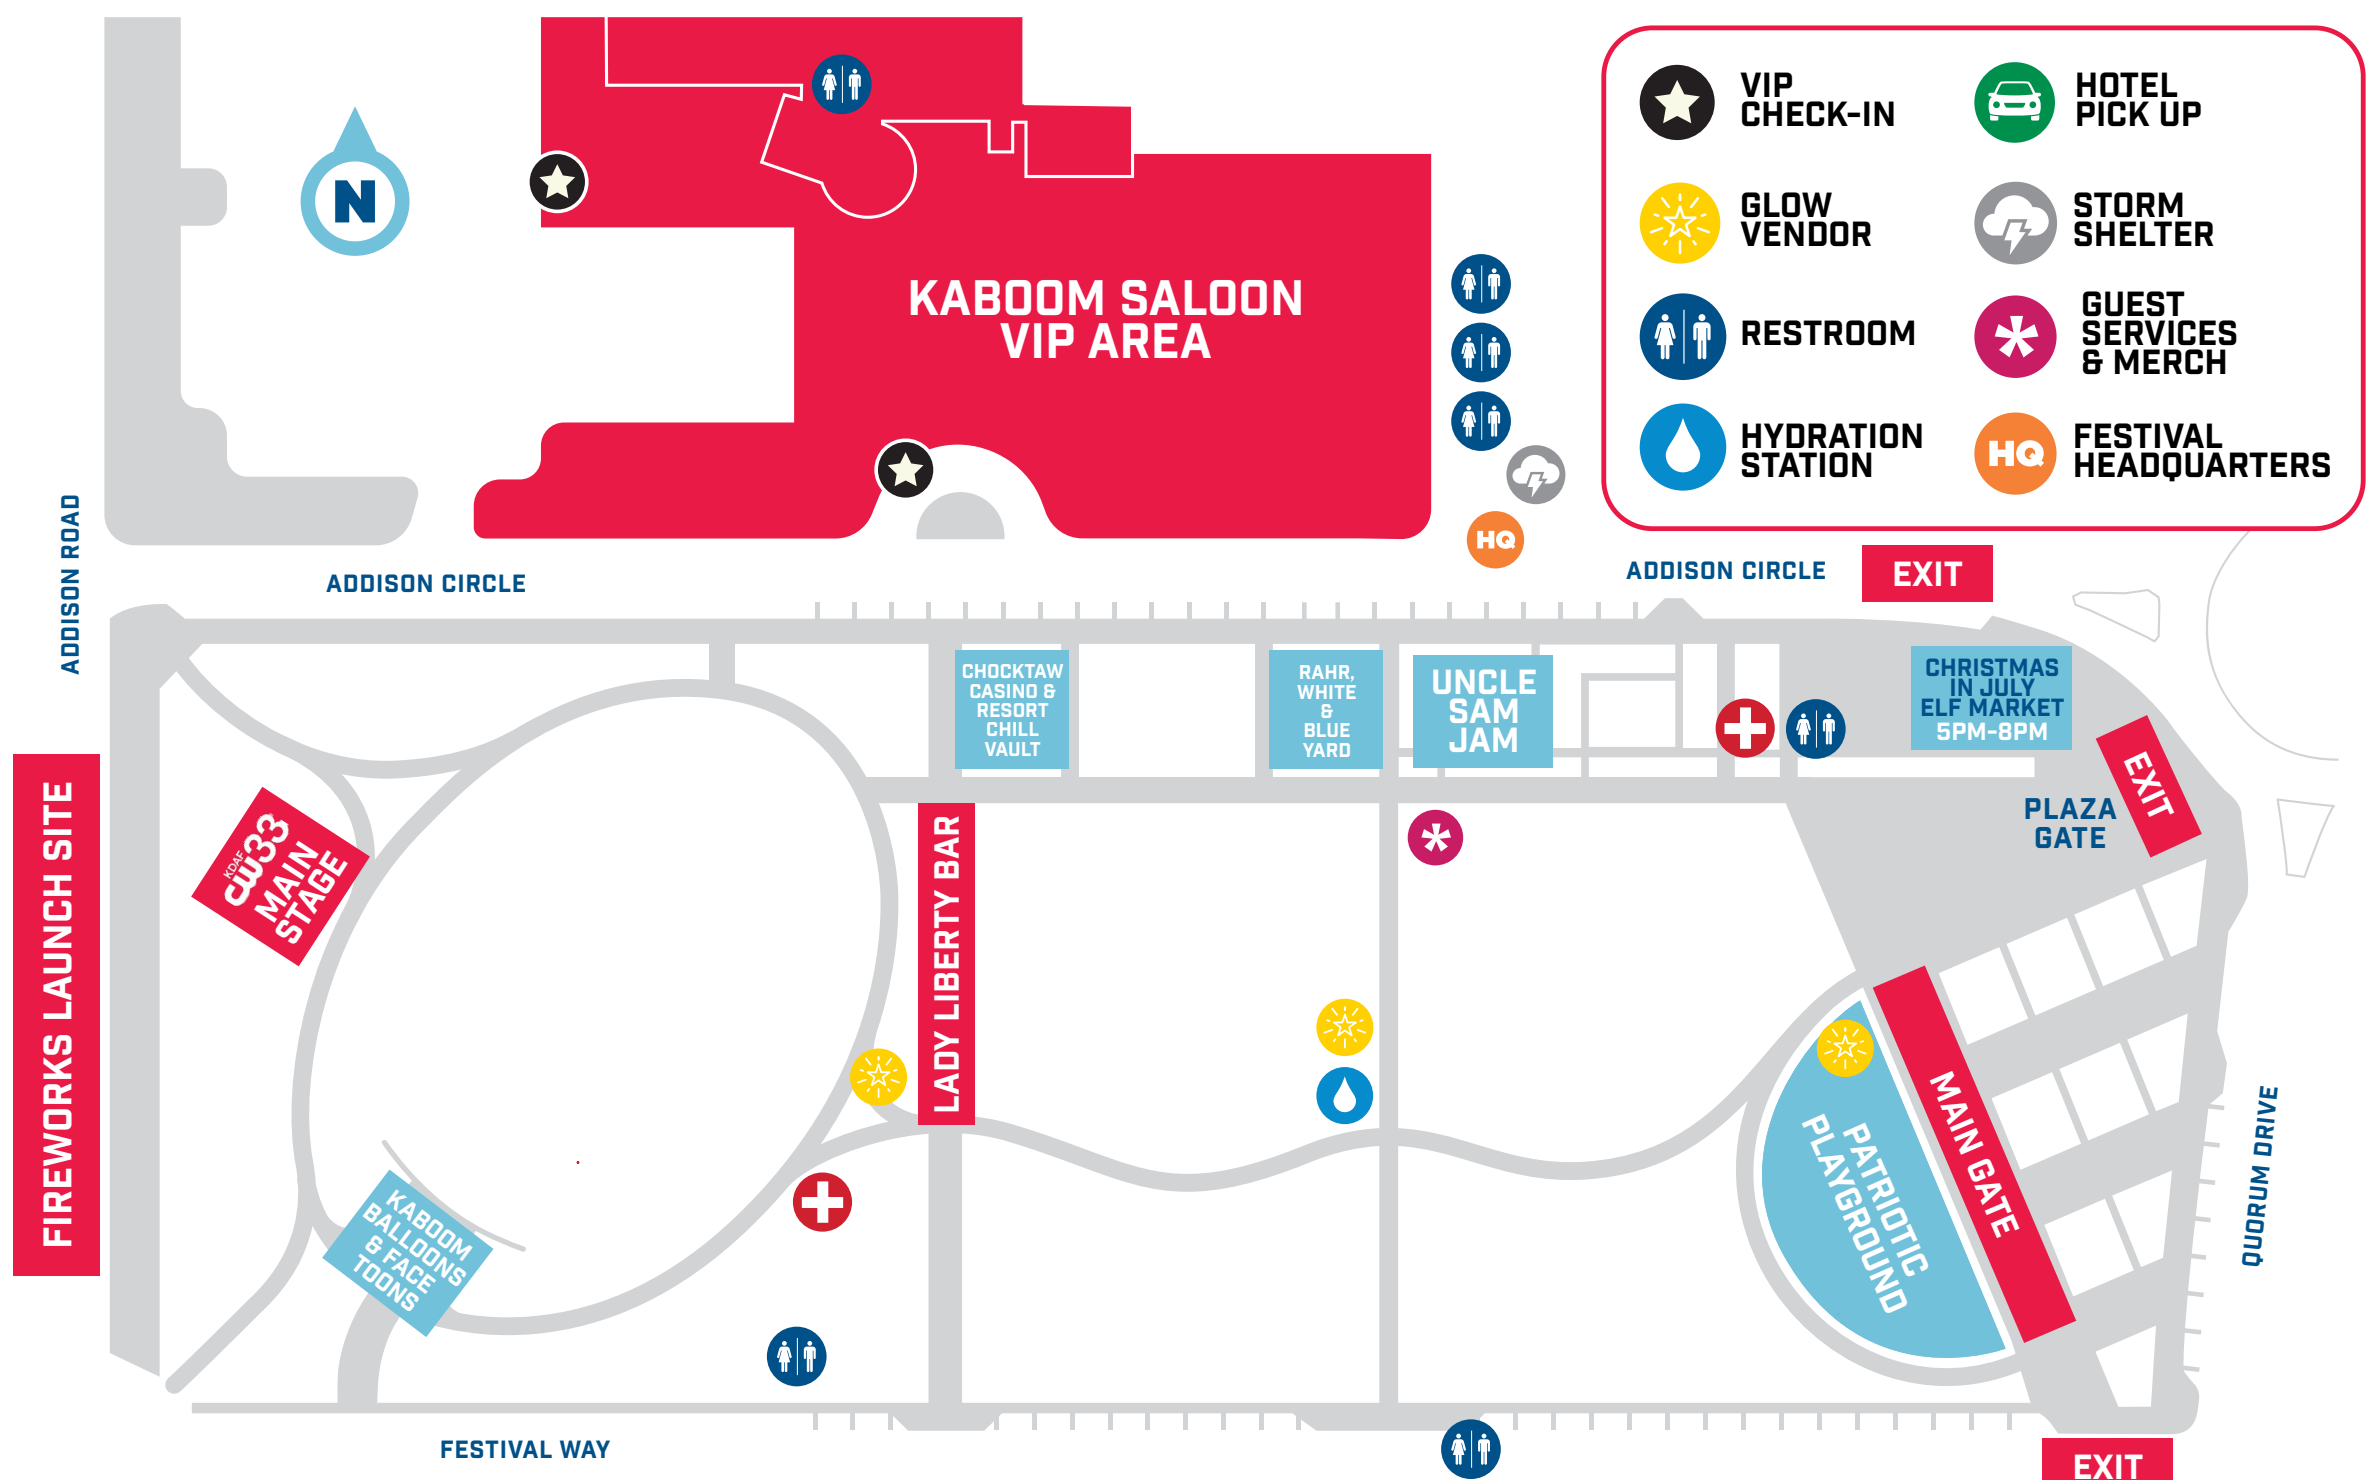 N
KABOOM SALOON
VIP AREA
VIP
CHECK-IN
HOTEL
PICK UP
GLOW
VENDOR
STORM
SHELTER
RESTROOM
GUEST
SERVICES
& MERCH
HYDRATION
STATION
HQ
FESTIVAL
HEADQUARTERS
HQ
ADDISON ROAD
ADDISON CIRCLE
ADDISON CIRCLE
EXIT
CHOCKTAW
CASINO &
RESORT
CHILL
VAULT
RAHR,
WHITE
&
BLUE
YARD
UNCLE
SAM
JAM
CHRISTMAS
IN JULY
ELF MARKET
5PM-8PM
EXIT
PLAZA
GATE
FIREWORKS LAUNCH SITE
KDAF
CW33
MAIN
STAGE
LADY LIBERTY BAR
MAIN GATE
PATRIOTIC
PLAYGROUND
QUORUM DRIVE
KABOOM
BALLOONS
& FACE
TOONS
FESTIVAL WAY
EXIT